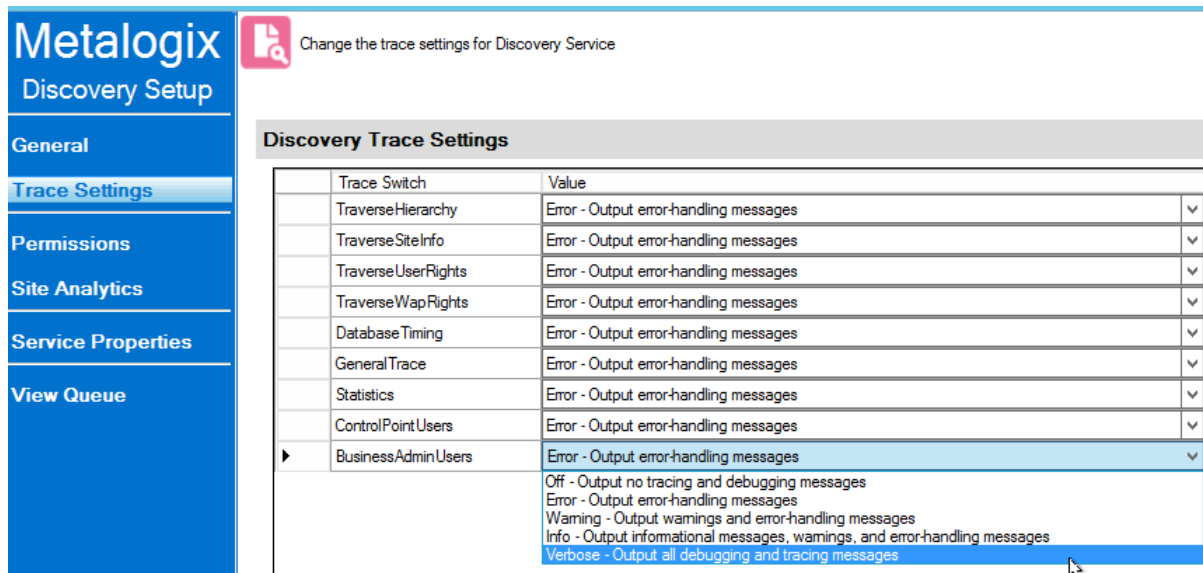 Metalogix
Discovery Setup
General
Trace Settings
Permissions
Site Analytics
Service Properties
View Queue
Change the trace settings for Discovery Service
Discovery Trace Settings
Trace Switch Value
TraverseHierarchy Error - Output error-handling messages
TraverseSiteInfo Error - Output error-handling messages
TraverseUserRights Error - Output error-handling messages
TraverseWapRights Error - Output error-handling messages
DatabaseTiming Error - Output error-handling messages
GeneralTrace Error - Output error-handling messages
Statistics Error - Output error-handling messages
ControlPointUsers Error - Output error-handling messages
BusinessAdminUsers Error - Output error-handling messages
Off - Output no tracing and debugging messages
Error - Output error-handling messages
Warning - Output warnings and error-handling messages
Info - Output informational messages, warnings, and error-handling messages
Verbose - Output all debugging and tracing messages